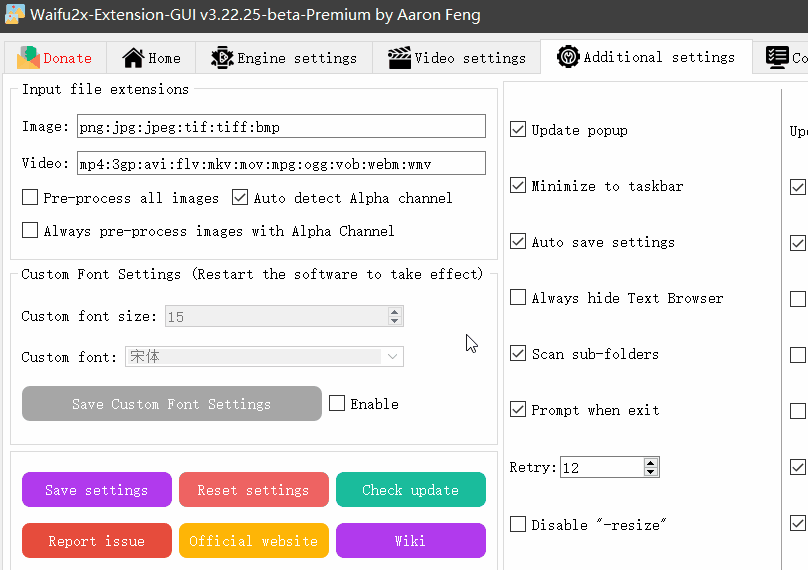 Waifu2x-Extension-GUI v3.22.25-beta-Premium by Aaron Feng
Donate Home Engine settings Video settings Additional settings
Input file extensions
Image: png:jpg:jpeg:tif:tiff:bmp
Video: mp4:3gp:avi:flv:mkv:mov:mpg:ogg:vob:webm:wmv
Pre-process all images Auto detect Alpha channel
Always pre-process images with Alpha Channel
Custom Font Settings (Restart the software to take effect)
Custom font size: 15
Custom font: 宋体
Save Custom Font Settings Enable
Save settings Reset settings Check update
Report issue Official website Wiki
Update popup
Minimize to taskbar
Auto save settings
Always hide Text Browser
Scan sub-folders
Prompt when exit
Retry: 12
Disable "-resize"